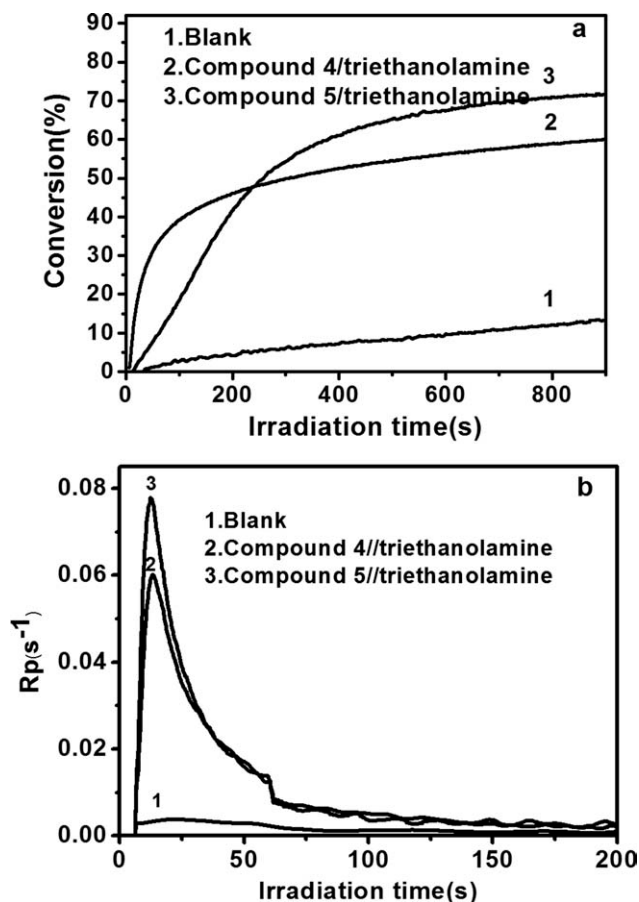 a
1.Blank
2.Compound 4/triethanolamine
3.Compound 5/triethanolamine
3
2
1
90
80
70
60
50
40
30
20
10
0
Conversion(%)
0 200 400 600 800
Irradiation time(s)
b
3
1.Blank
2.Compound 4//triethanolamine
3.Compound 5//triethanolamine
2
1
0.08
0.06
0.04
0.02
0.00
Rp(s-1)
0 50 100 150 200
Irradiation time(s)